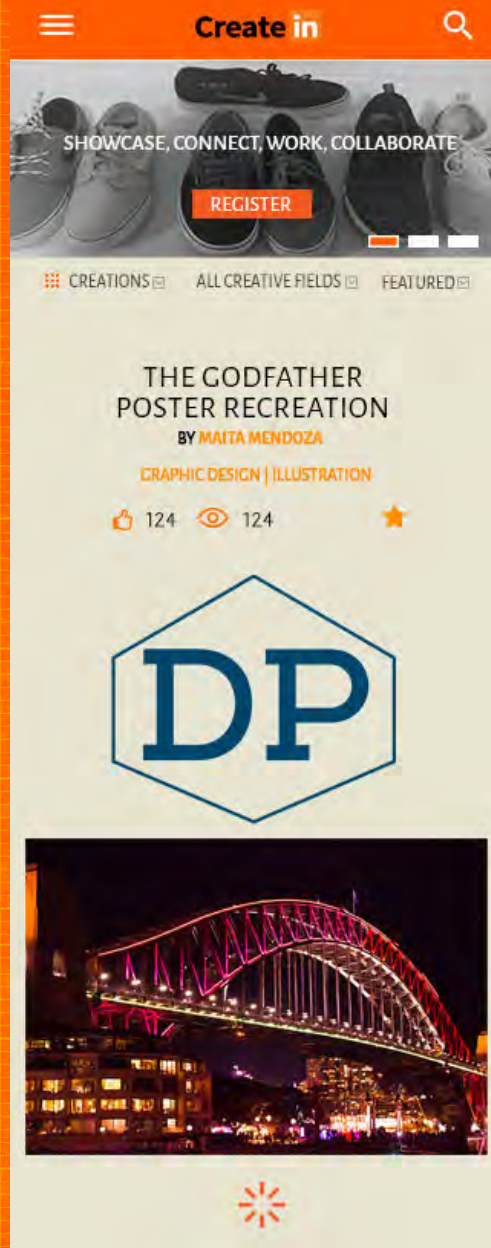 Create in
SHOWCASE, CONNECT, WORK, COLLABORATE
REGISTER
CREATIONS ALL CREATIVE FIELDS FEATURED
THE GODFATHER
POSTER RECREATION
BY MAITA MENDOZA
GRAPHIC DESIGN | ILLUSTRATION
124 124
DP